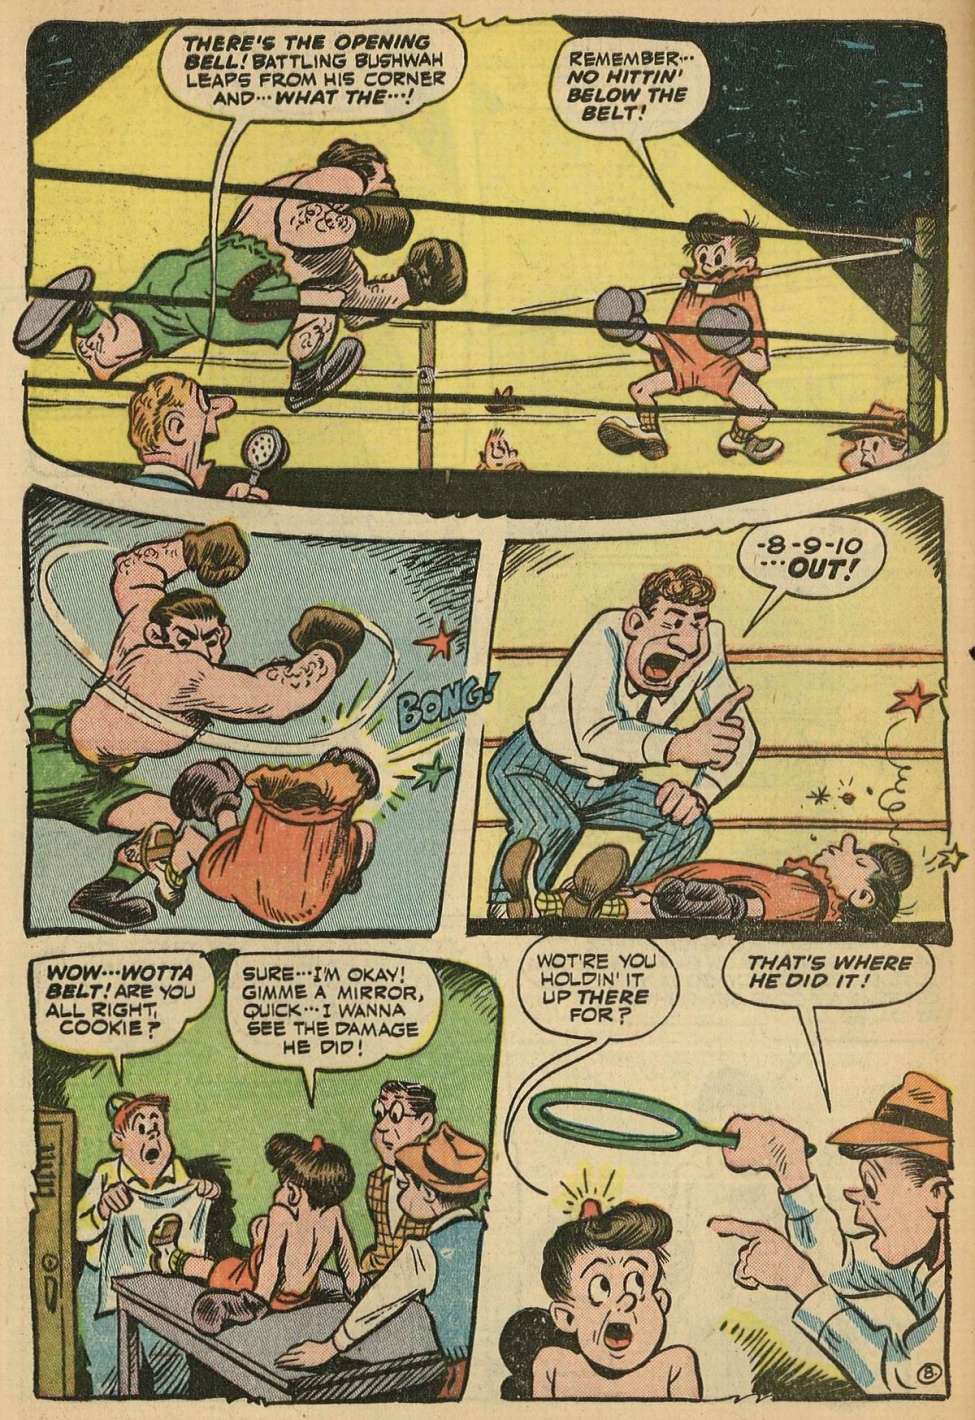 THERE'S THE OPENING
BELL! BATTLING BUSHWAH
LEAPS FROM HIS CORNER
AND...WHAT THE...!
REMEMBER...
NO HITTIN'
BELOW THE
BELT!
BONG!
-8-9-10
...OUT!
WOW...WOTTA
BELT! ARE YOU
ALL RIGHT,
COOKIE?
SURE...I'M OKAY!
GIMME A MIRROR,
QUICK...I WANNA
SEE THE DAMAGE
HE DID!
WOT'RE YOU
HOLDIN' IT
UP THERE
FOR?
THAT'S WHERE
HE DID IT!
8